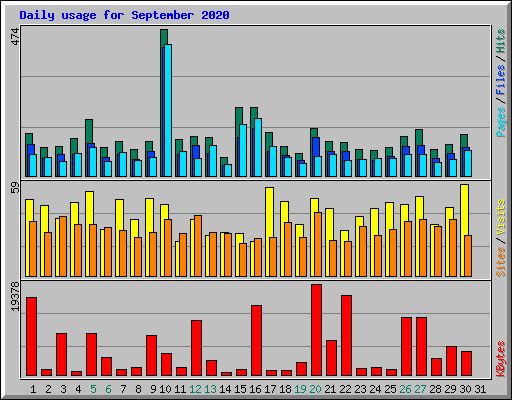 Daily usage for September 2020
474
Pages / Files / Hits
59
Sites / Visits
19378
KBytes
1 2 3 4 5 6 7 8 9 10 11 12 13 14 15 16 17 18 19 20 21 22 23 24 25 26 27 28 29 30 31